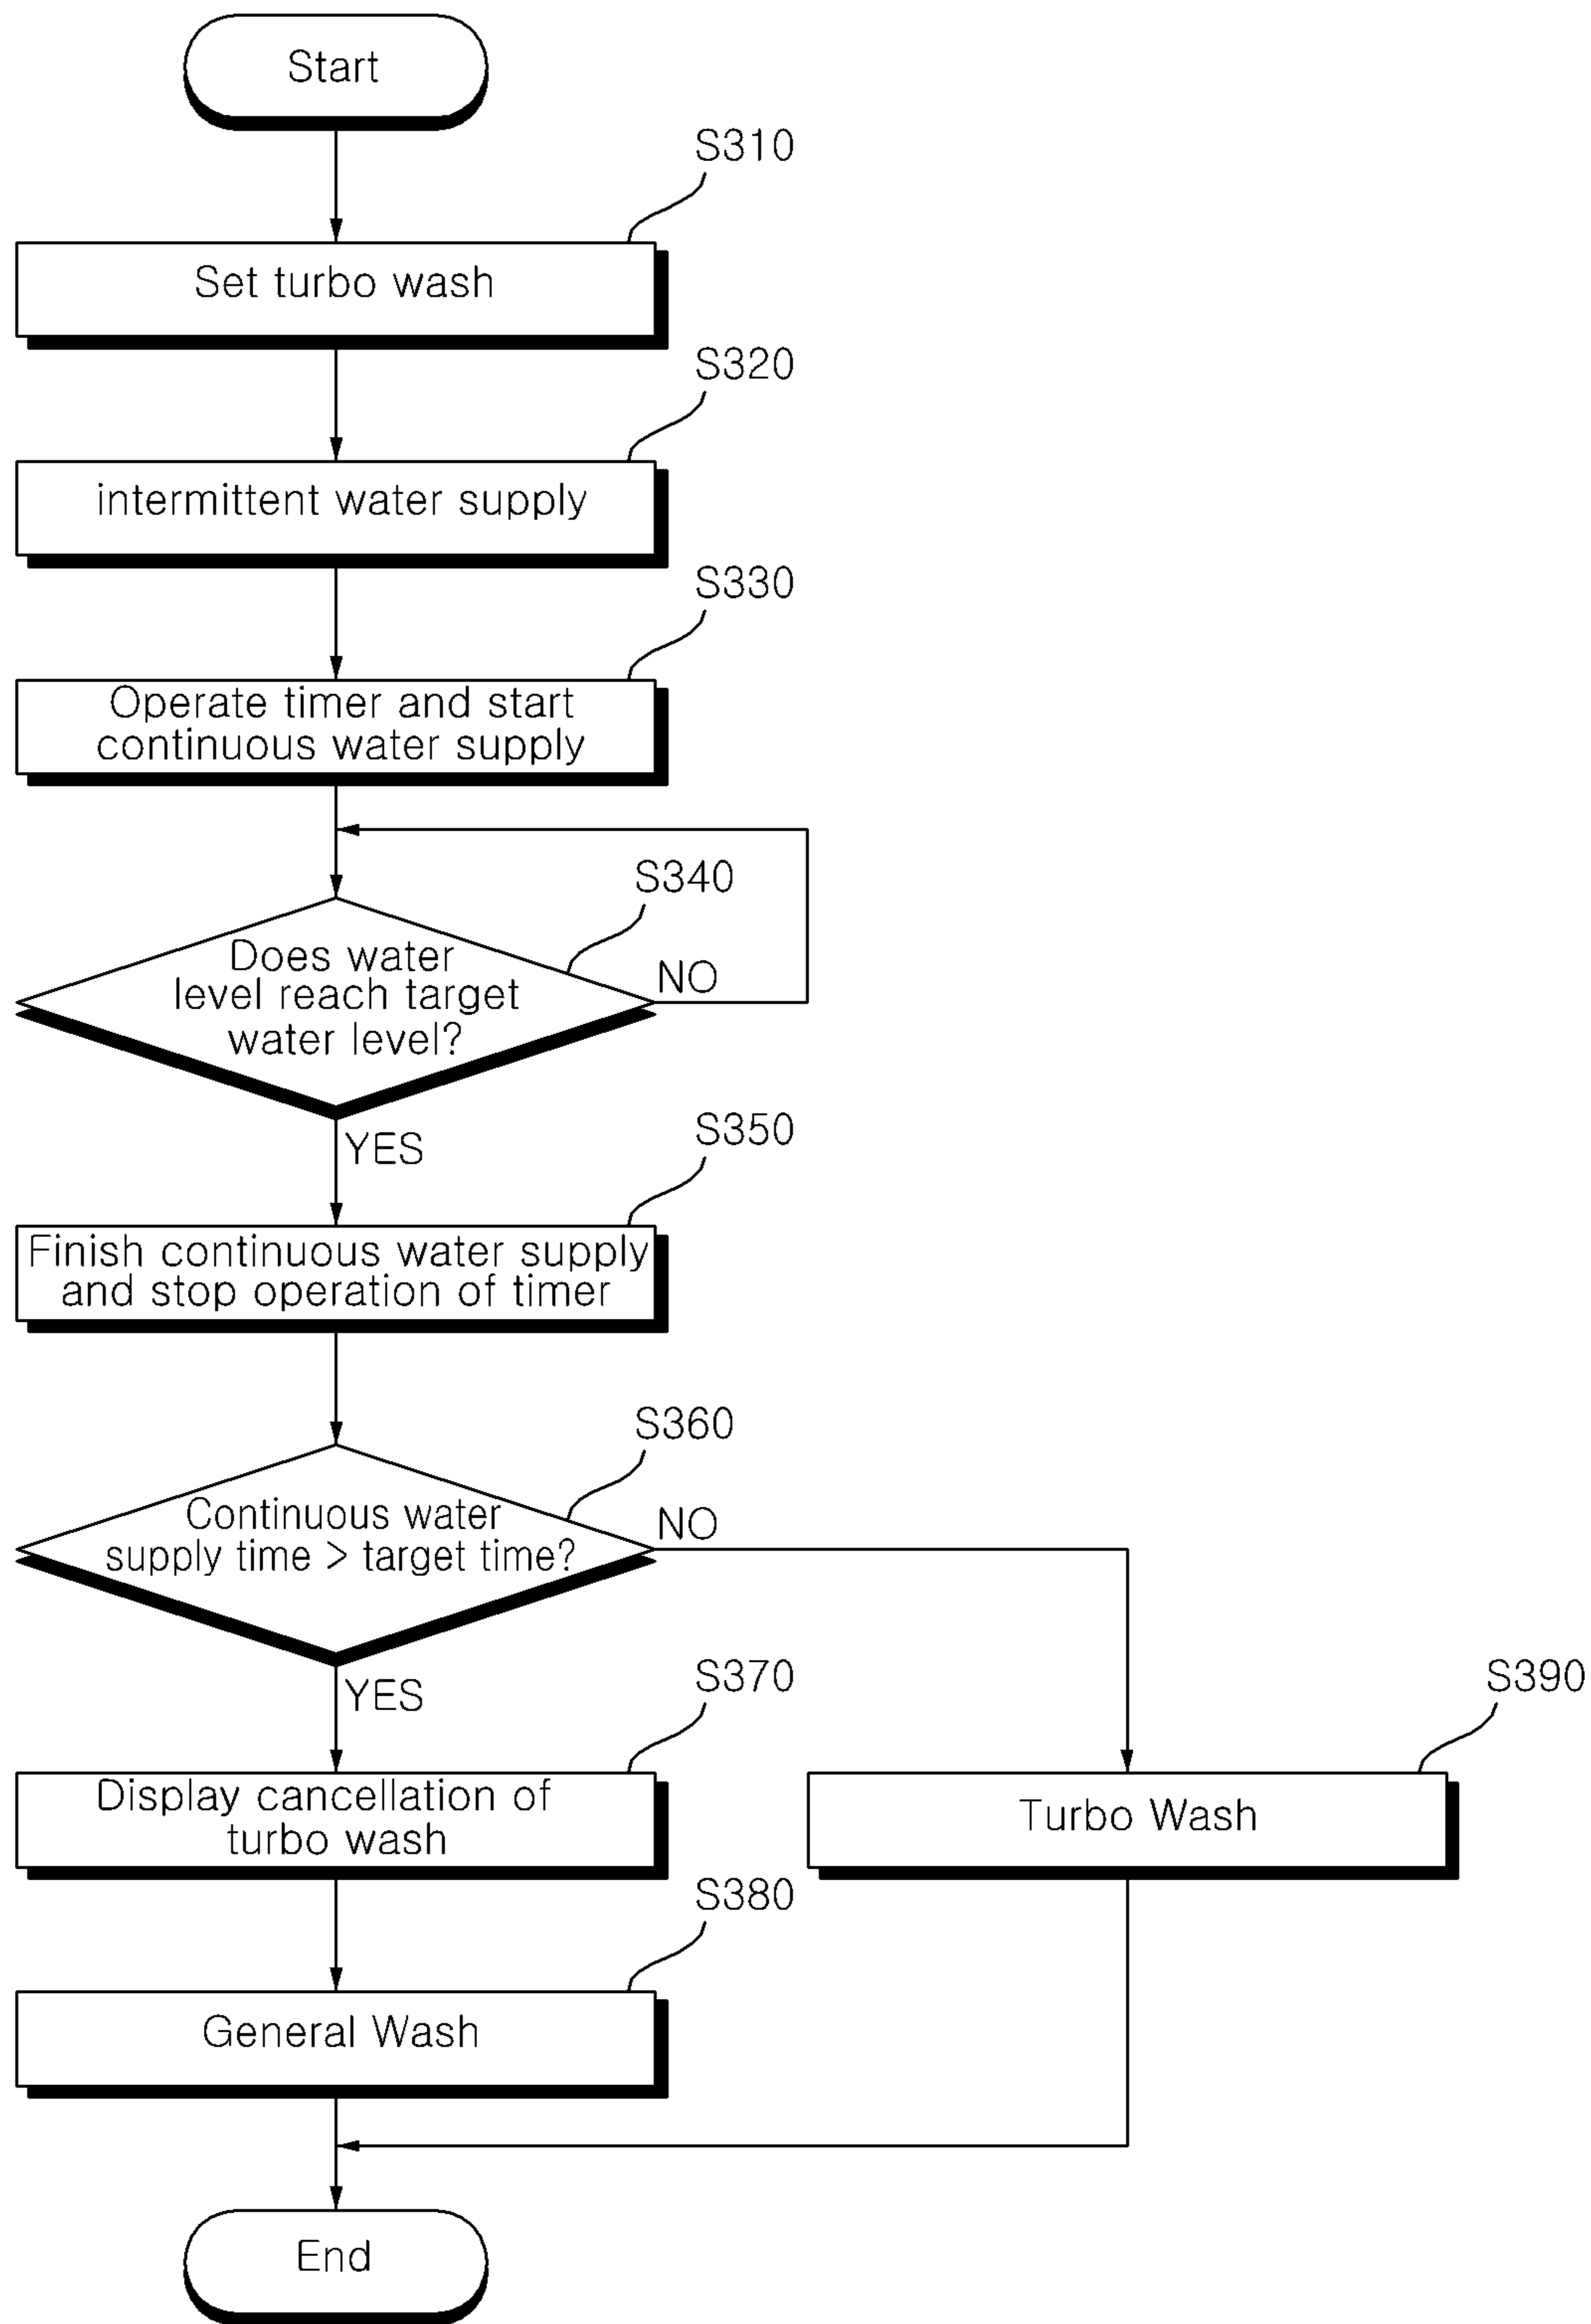 Start
S310
Set turbo wash
S320
intermittent water supply
S330
Operate timer and start
continuous water supply
S340
Does water
level reach target
water level?
NO
YES
S350
Finish continuous water supply
and stop operation of timer
S360
Continuous water
supply time > target time?
NO
YES
S370
Display cancellation of
turbo wash
S390
Turbo Wash
S380
General Wash
End